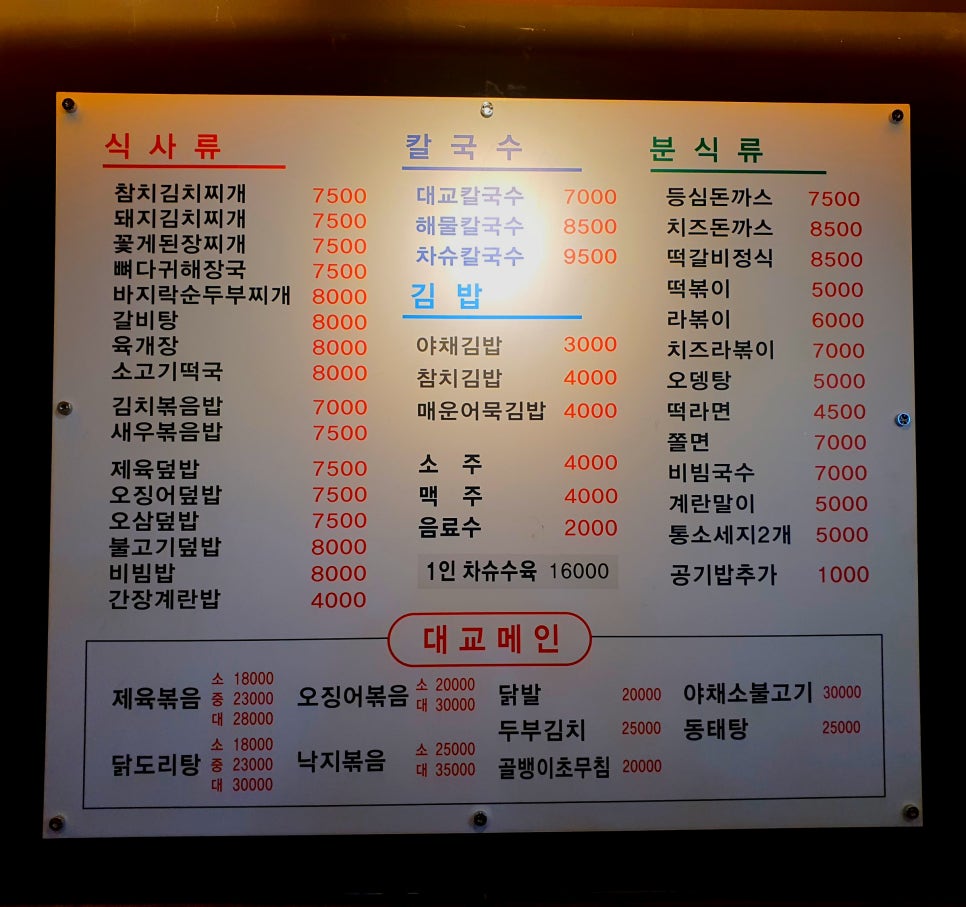 식사류
참치김치찌개 7500
돼지김치찌개 7500
꽃게된장찌개 7500
뼈다귀해장국 7500
바지락순두부찌개 8000
갈비탕 8000
육개장 8000
소고기떡국 8000
김치볶음밥 7000
새우볶음밥 7500
제육덮밥 7500
오징어덮밥 7500
오삼덮밥 7500
불고기덮밥 8000
비빔밥 8000
간장계란밥 4000
칼국수
대교칼국수 7000
해물칼국수 8500
차슈칼국수 9500
김밥
야채김밥 3000
참치김밥 4000
매운어묵김밥 4000
소 주 4000
맥 주 4000
음료수 2000
1인 차슈수육 16000
분식류
등심돈까스 7500
치즈돈까스 8500
떡갈비정식 8500
떡볶이 5000
라볶이 6000
치즈라볶이 7000
오뎅탕 5000
떡라면 4500
쫄면 7000
비빔국수 7000
계란말이 5000
통소세지2개 5000
공기밥추가 1000
대교메인
제육볶음 소 18000
중 23000
대 28000
닭도리탕 소 18000
중 23000
대 30000
오징어볶음 소 20000
대 30000
낙지볶음 소 25000
대 35000
닭발 20000
두부김치 25000
골뱅이초무침 20000
야채소불고기 30000
동태탕 25000